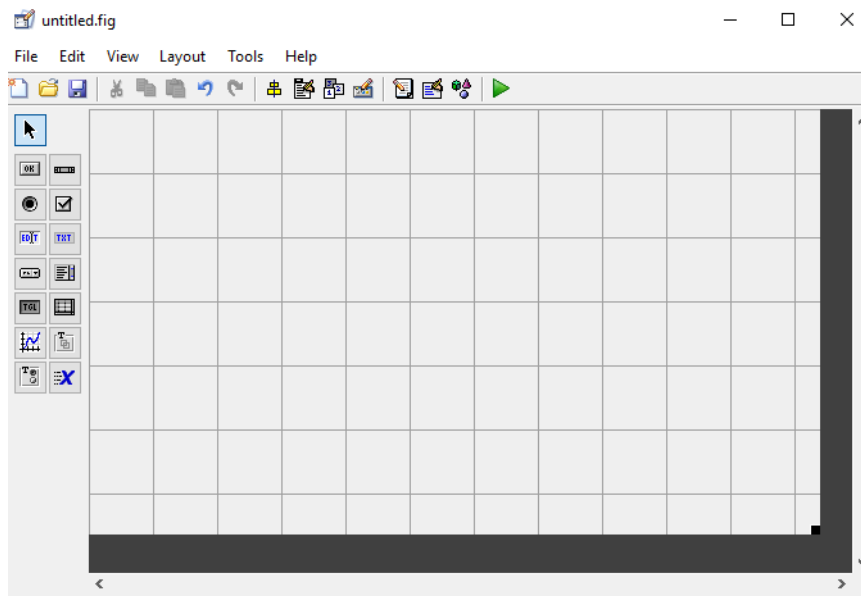 untitled.fig
File Edit View Layout Tools Help
OK
EDIT TXT
TGL
T
T X